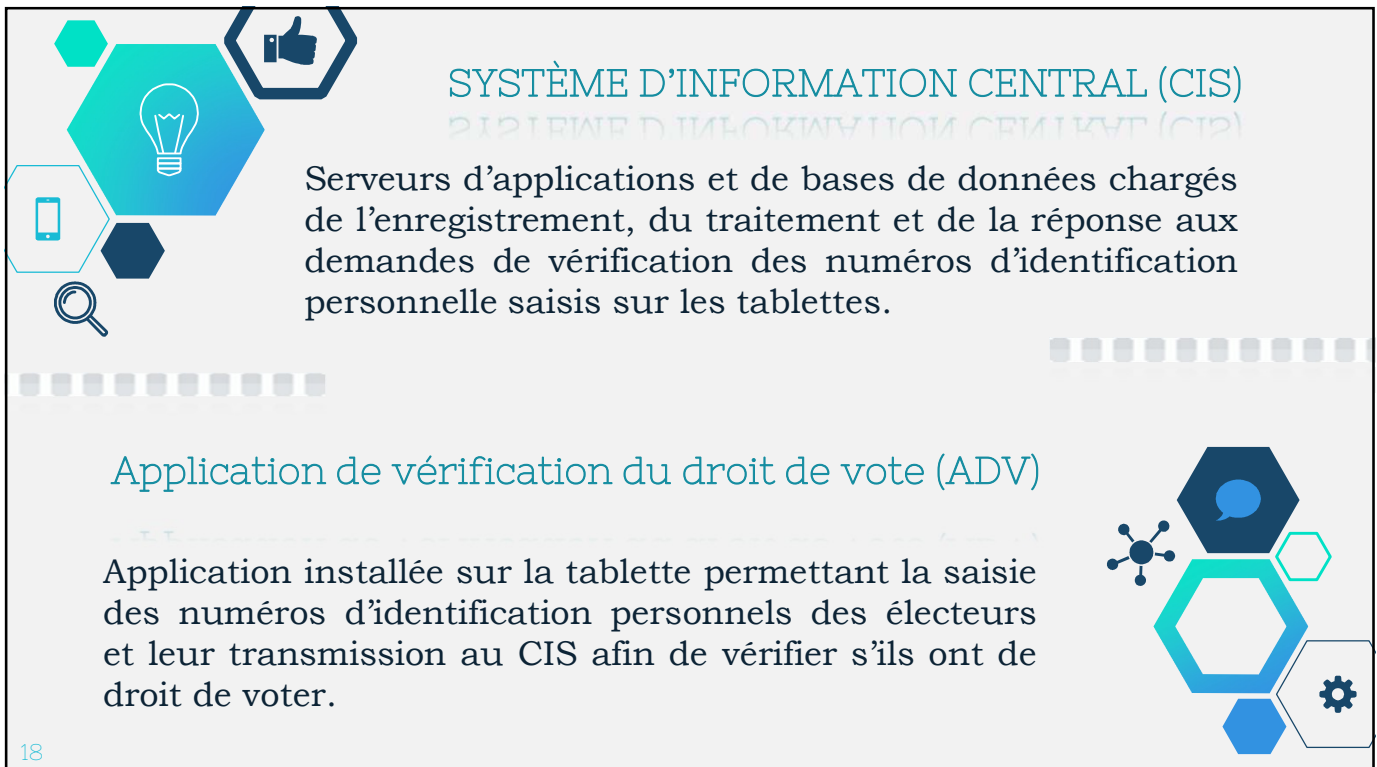 SYSTÈME D’INFORMATION CENTRAL (CIS)
Serveurs d’applications et de bases de données chargés
de l’enregistrement, du traitement et de la réponse aux
demandes de vérification des numéros d’identification
personnelle saisis sur les tablettes.
Application de vérification du droit de vote (ADV)
Application installée sur la tablette permettant la saisie
des numéros d’identification personnels des électeurs
et leur transmission au CIS afin de vérifier s’ils ont de
droit de voter.
18